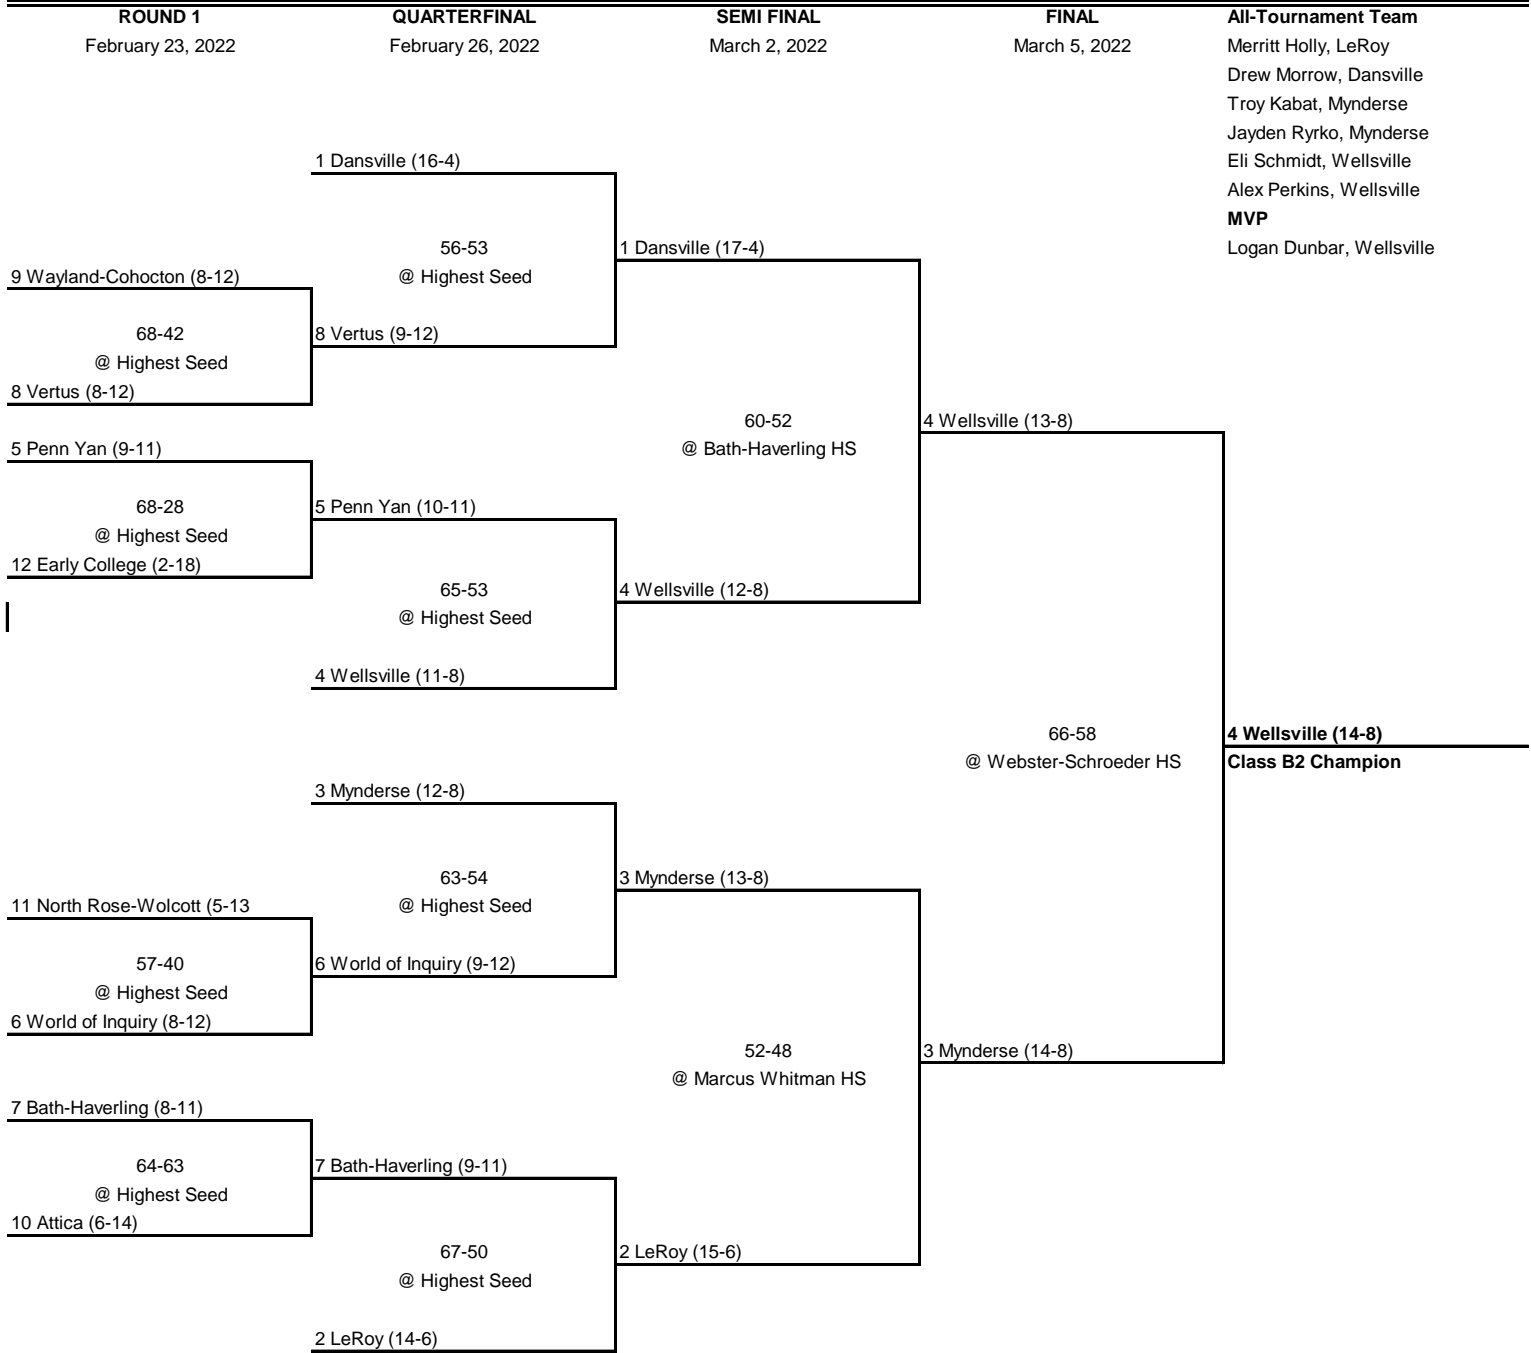 ROUND 1
February 23, 2022
QUARTERFINAL
February 26, 2022
SEMI FINAL
March 2, 2022
FINAL
March 5, 2022
All-Tournament Team
Merritt Holly, LeRoy
Drew Morrow, Dansville
Troy Kabat, Mynderse
Jayden Ryrko, Mynderse
Eli Schmidt, Wellsville
Alex Perkins, Wellsville
MVP
Logan Dunbar, Wellsville
9 Wayland-Cohocton (8-12)
68-42
@ Highest Seed
8 Vertus (8-12)
5 Penn Yan (9-11)
68-28
@ Highest Seed
12 Early College (2-18)
11 North Rose-Wolcott (5-13
57-40
@ Highest Seed
6 World of Inquiry (8-12)
7 Bath-Haverling (8-11)
64-63
@ Highest Seed
10 Attica (6-14)
1 Dansville (16-4)
56-53
@ Highest Seed
8 Vertus (9-12)
5 Penn Yan (10-11)
65-53
@ Highest Seed
4 Wellsville (11-8)
3 Mynderse (12-8)
63-54
@ Highest Seed
6 World of Inquiry (9-12)
7 Bath-Haverling (9-11)
67-50
@ Highest Seed
2 LeRoy (14-6)
1 Dansville (17-4)
60-52
@ Bath-Haverling HS
4 Wellsville (12-8)
3 Mynderse (13-8)
52-48
@ Marcus Whitman HS
2 LeRoy (15-6)
4 Wellsville (13-8)
66-58
@ Webster-Schroeder HS
3 Mynderse (14-8)
4 Wellsville (14-8)
Class B2 Champion